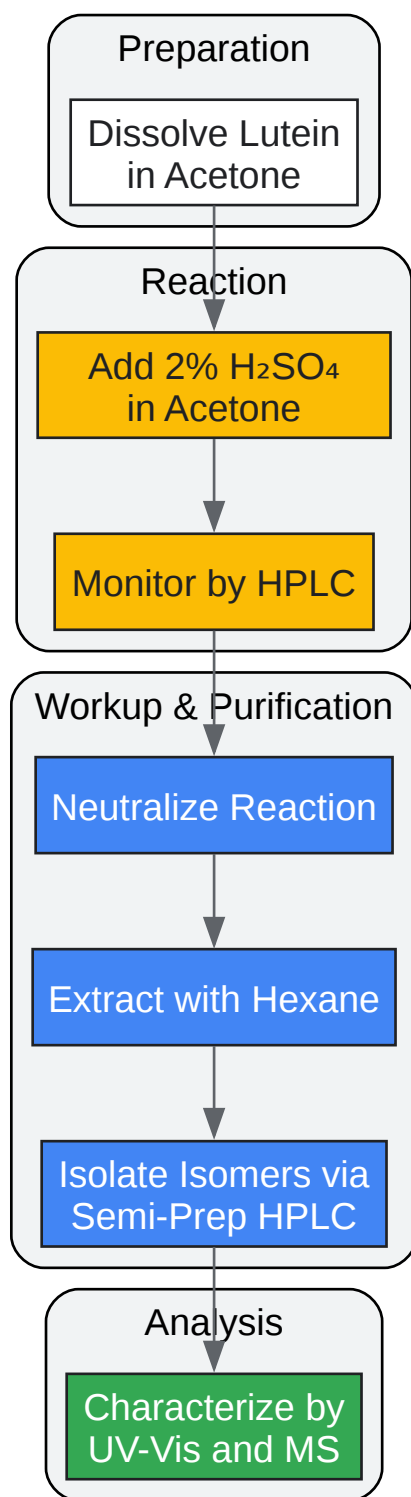 Preparation
Dissolve Lutein
in Acetone
Reaction
Add 2% H₂SO₄
in Acetone
Monitor by HPLC
Workup & Purification
Neutralize Reaction
Extract with Hexane
Isolate Isomers via
Semi-Prep HPLC
Analysis
Characterize by
UV-Vis and MS